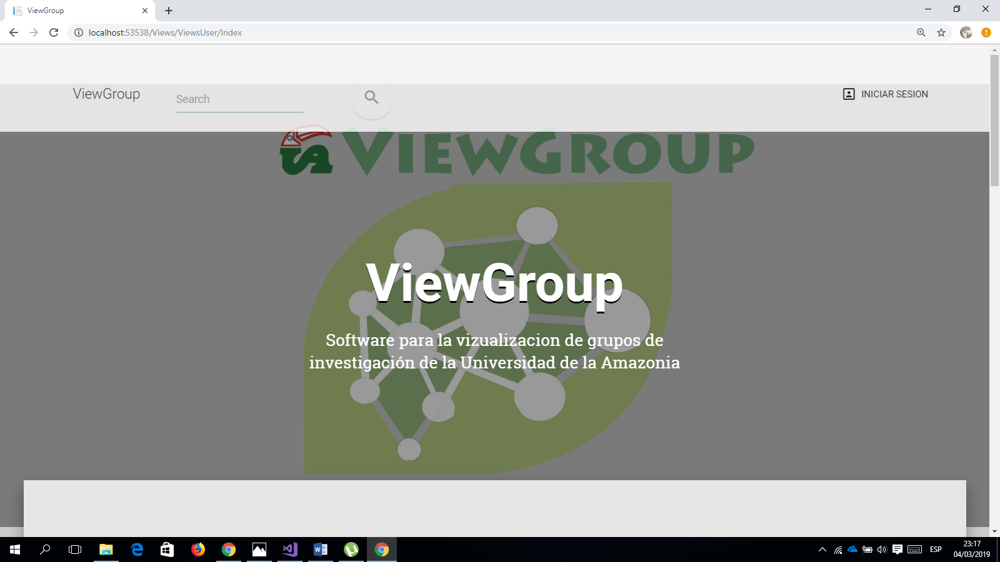 ViewGroup
localhost:53538/Views/ViewsUser/Index
ViewGroup
Search
INICIAR SESION
VIEWGROUP
ViewGroup
Software para la vizualizacion de grupos de
investigación de la Universidad de la Amazonia
ESP
23:17
04/03/2019